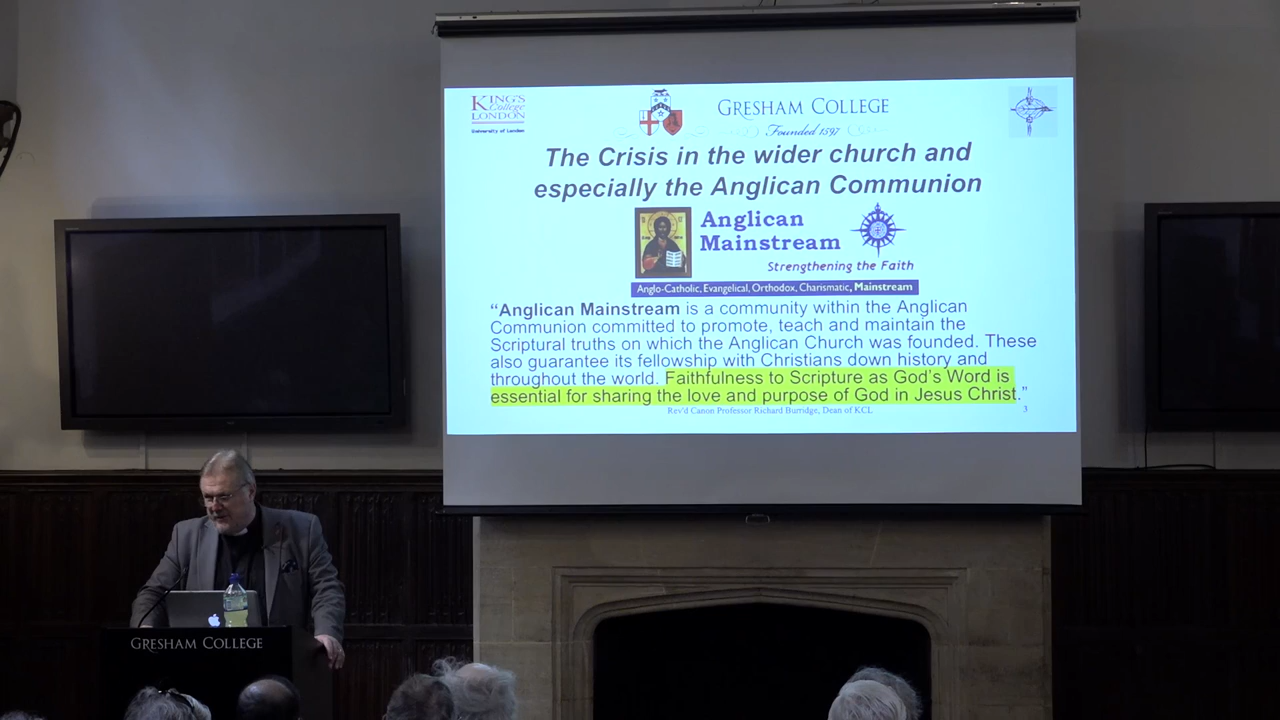 KING'S
College
LONDON
University of London
GRESHAM COLLEGE
Founded 1597
The Crisis in the wider church and
especially the Anglican Communion
Anglican
Mainstream
Strengthening the Faith
Anglo-Catholic, Evangelical, Orthodox, Charismatic, Mainstream
“Anglican Mainstream is a community within the Anglican
Communion committed to promote, teach and maintain the
Scriptural truths on which the Anglican Church was founded. These
also guarantee its fellowship with Christians down history and
throughout the world. Faithfulness to Scripture as God’s Word is
essential for sharing the love and purpose of God in Jesus Christ.”
Rev'd Canon Professor Richard Burridge, Dean of KCL
3
GRESHAM COLLEGE